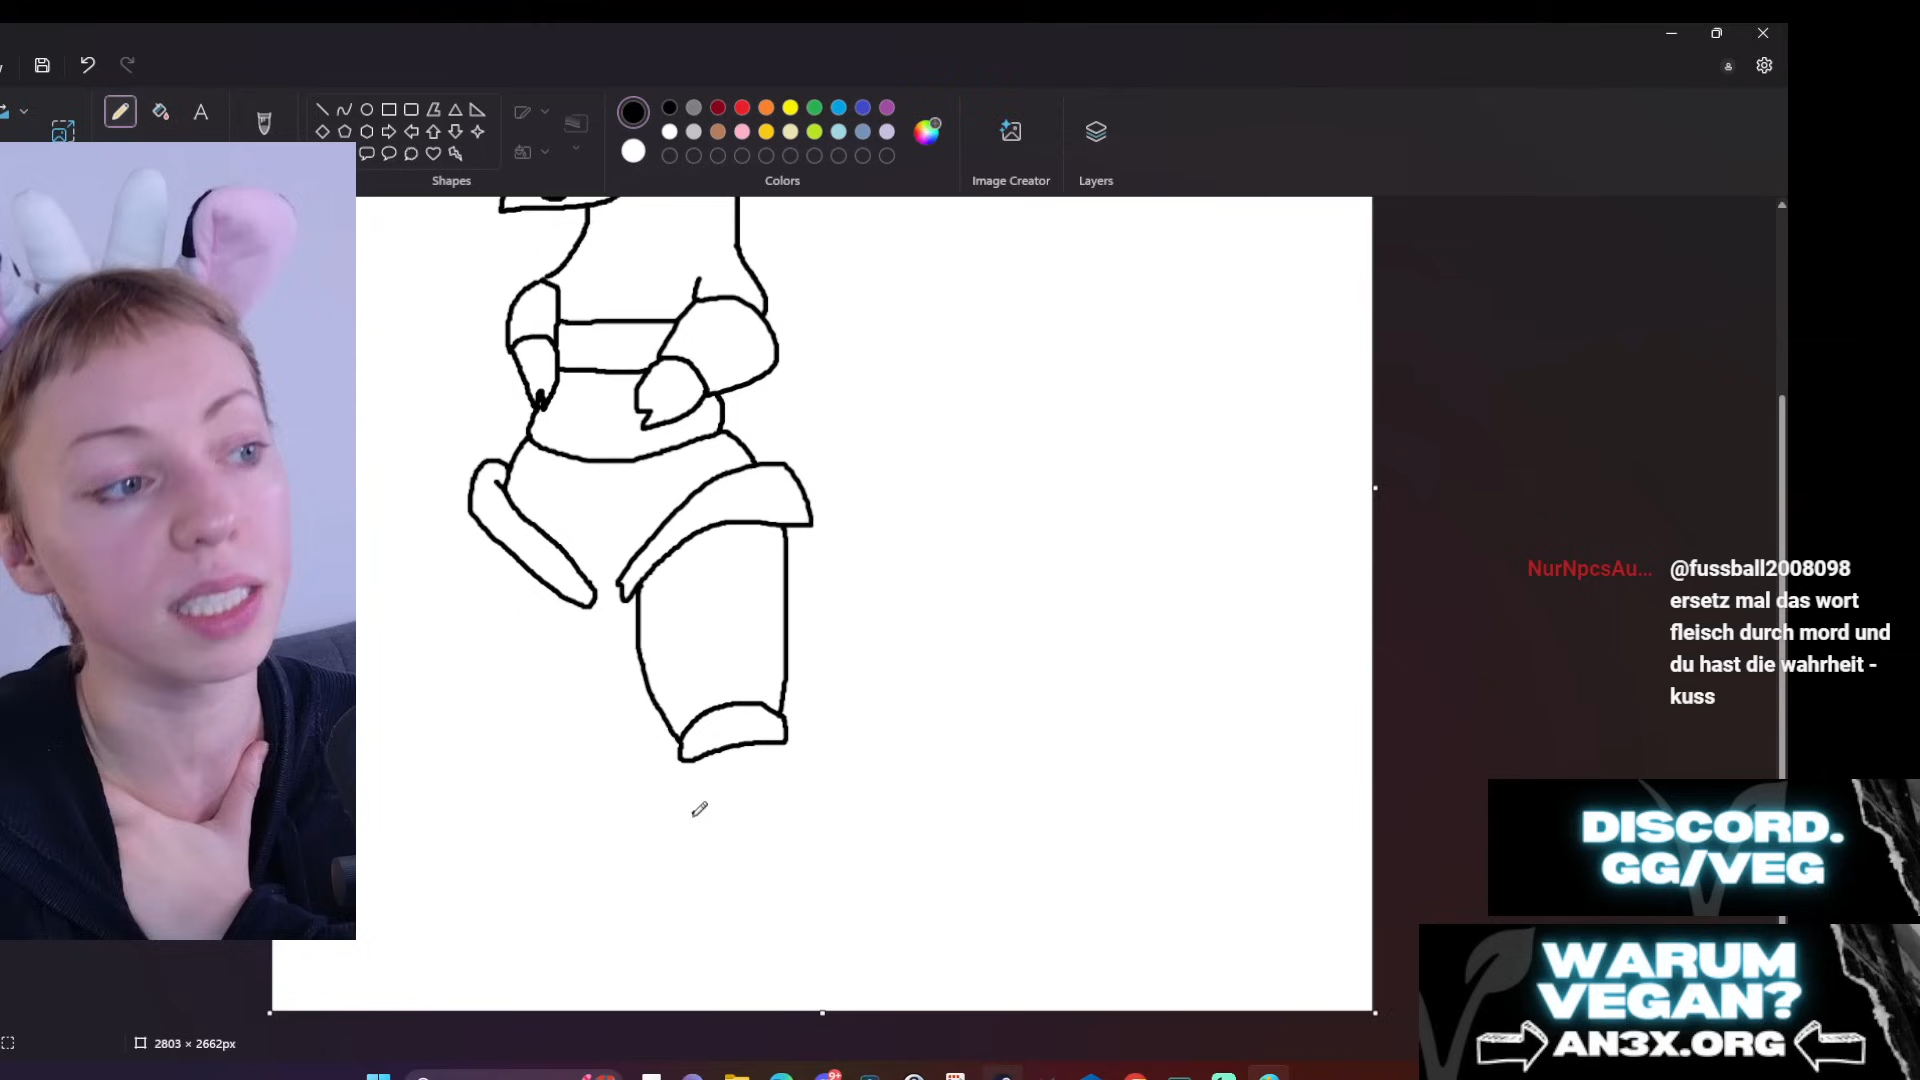 A
Shapes
Colors
Image Creator
Layers
NurNpcsAu... @fussball2008098
ersetz mal das wort
fleisch durch mord und
du hast die wahrheit -
kuss
DISCORD.
GG/VEG
WARUM
VEGAN?
AN3X.ORG
2803 × 2662px
9+